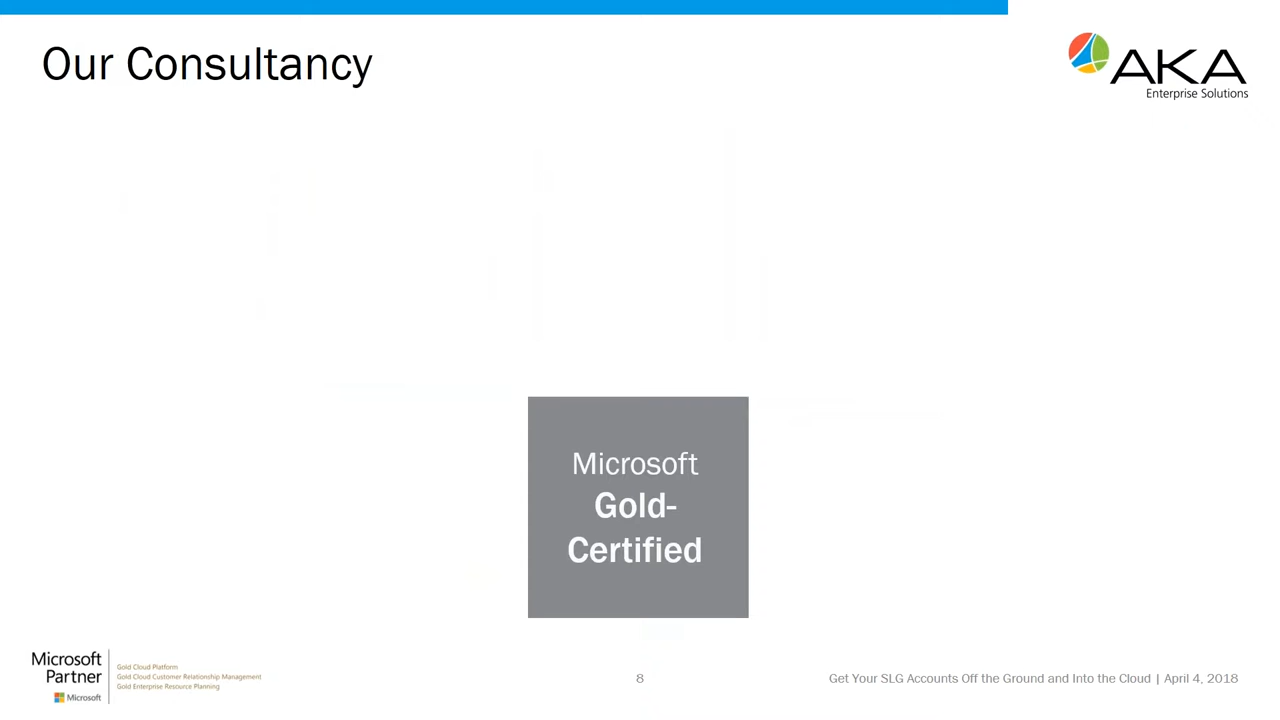 Our Consultancy
AKA
Enterprise Solutions
Microsoft
Gold-
Certified
Microsoft
Partner
Microsoft
Gold Cloud Platform
Gold Cloud Customer Relationship Management
Gold Enterprise Resource Planning
8
Get Your SLG Accounts Off the Ground and Into the Cloud | April 4, 2018